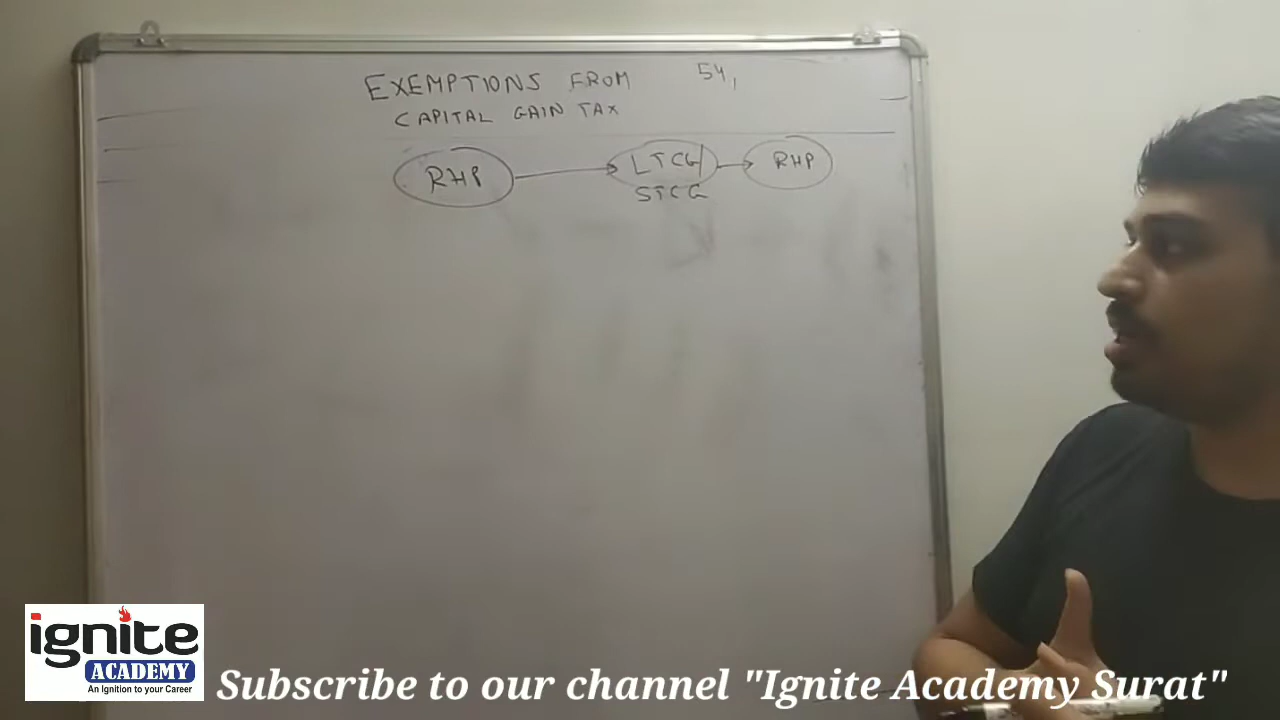 EXEMPTIONS FROM 54,
CAPITAL GAIN TAX
RHP LTCG/ RHP
STCG
ignite
ACADEMY
An Ignition to your Career
Subscribe to our channel "Ignite Academy Surat"